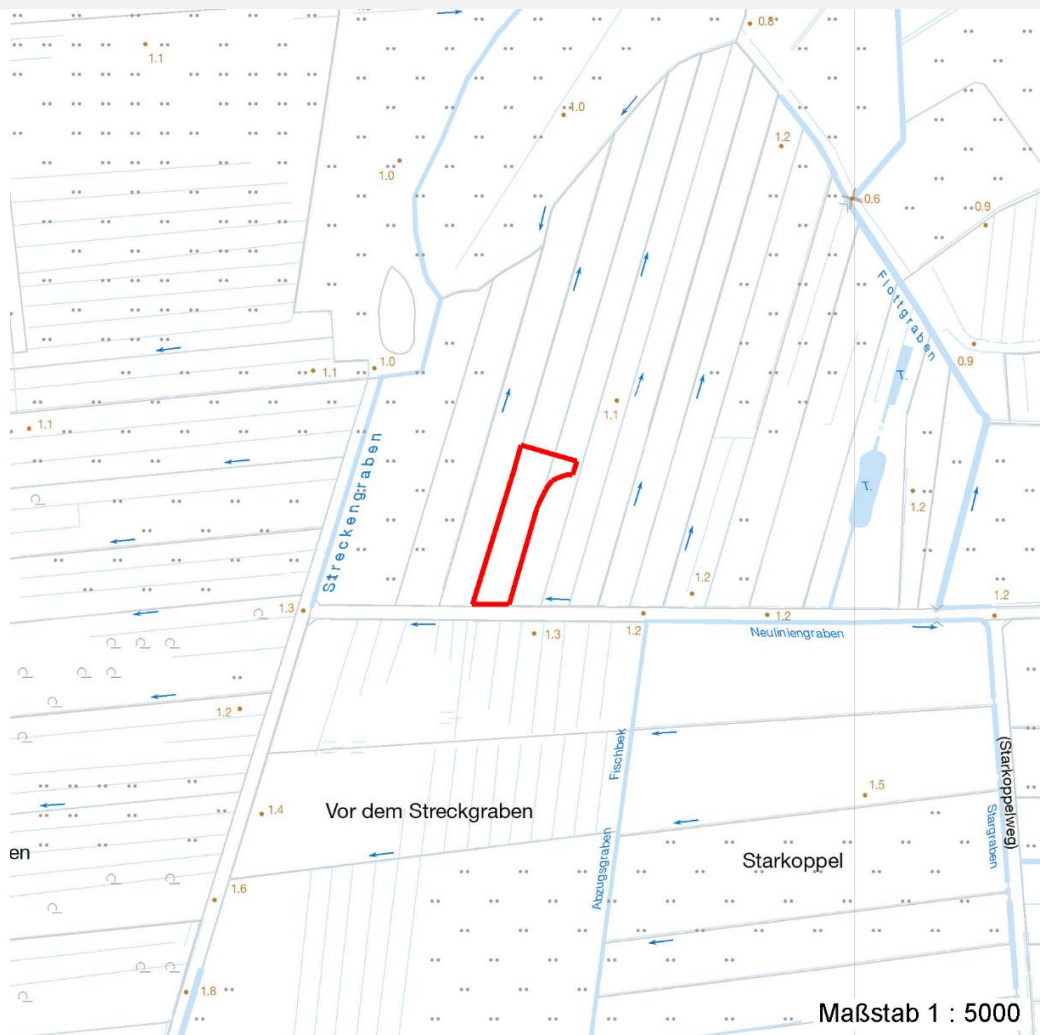 0.8
1.1
1.0
1.2
1.0
0.6
0.9
Flottgraben
0.9
1.0
1.1
T.
1.1
1.1
Streckengraben
T.
1.2
1.2
1.3
1.2
1.2
1.2
1.3
Neuliniengraben
1.2
Fischbek
(Starkoppelweg)
1.5
1.4
Vor dem Streckgraben
Stargraben
en
Starkoppel
Abzugsgraben
1.6
1.8
Maßstab 1 : 5000